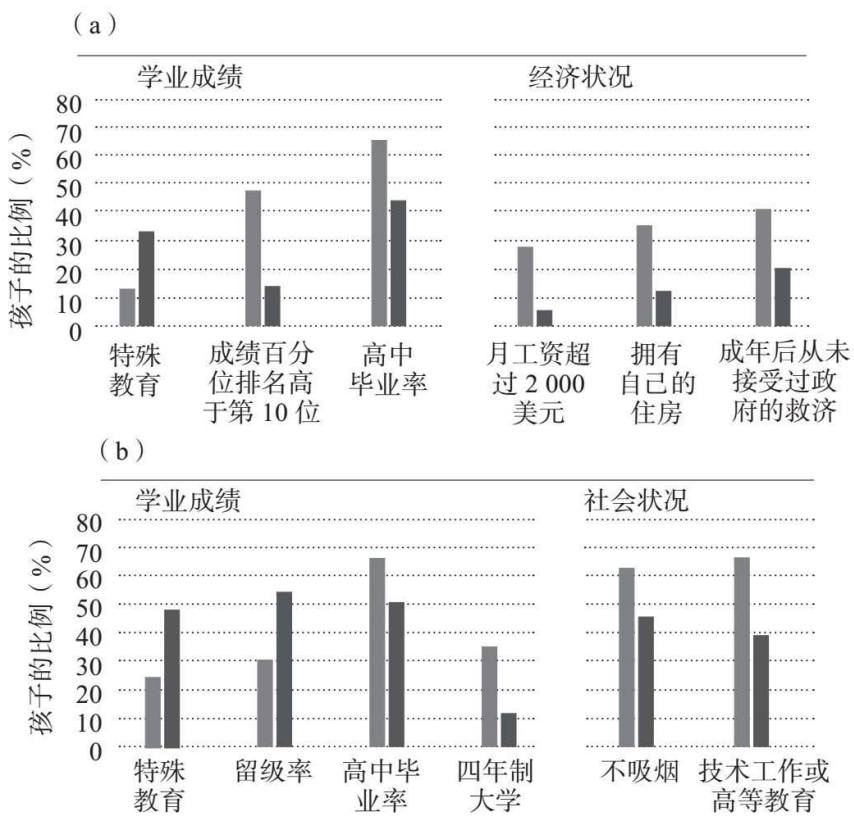 （a）
学业成绩 经济状况
孩子的比例（%）
80 70 60 50 40 30 20 10 0
特殊
教育
成绩百分
位排名高
于第 10 位
高中
毕业率
月工资超
过 2 000
美元
拥有
自己的
住房
成年后从未
接受过政
府的救济
（b）
学业成绩 社会状况
孩子的比例（%）
80 70 60 50 40 30 20 10 0
特殊
教育
留级率
高中毕
业率
四年制
大学
不吸烟
技术工作或
高等教育